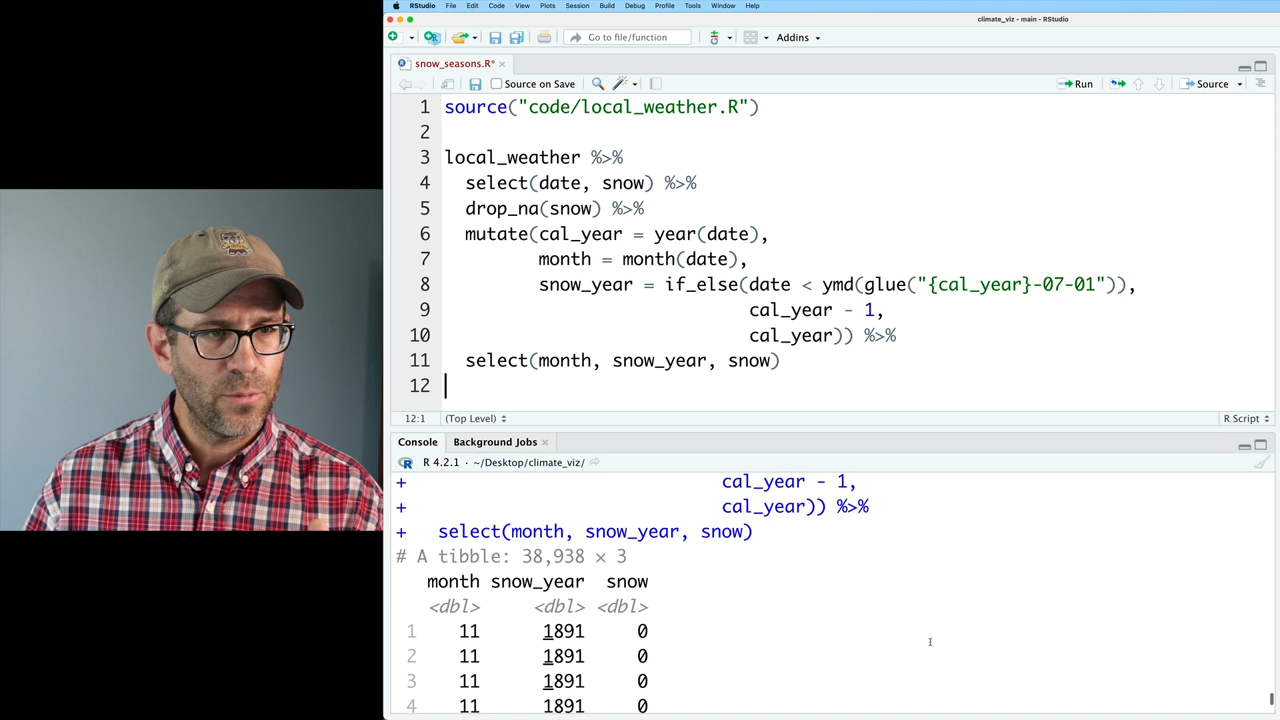 RStudio File Edit Code View Plots Session Build Debug Profile Tools Window Help
climate_viz - main - RStudio
Go to file/function Addins
snow_seasons.R*
Source on Save Run Source
1 source("code/local_weather.R")
2
3 local_weather %>%
4 select(date, snow) %>%
5 drop_na(snow) %>%
6 mutate(cal_year = year(date),
7 month = month(date),
8 snow_year = if_else(date < ymd(glue("{cal_year}-07-01")),
9 cal_year - 1,
10 cal_year)) %>%
11 select(month, snow_year, snow)
12
12:1 (Top Level) R Script
Console Background Jobs
R 4.2.1 · ~/Desktop/climate_viz/
+ cal_year - 1,
+ cal_year)) %>%
+ select(month, snow_year, snow)
# A tibble: 38,938 × 3
month snow_year snow
<dbl> <dbl> <dbl>
1 11 1891 0
2 11 1891 0
3 11 1891 0
4 11 1891 0